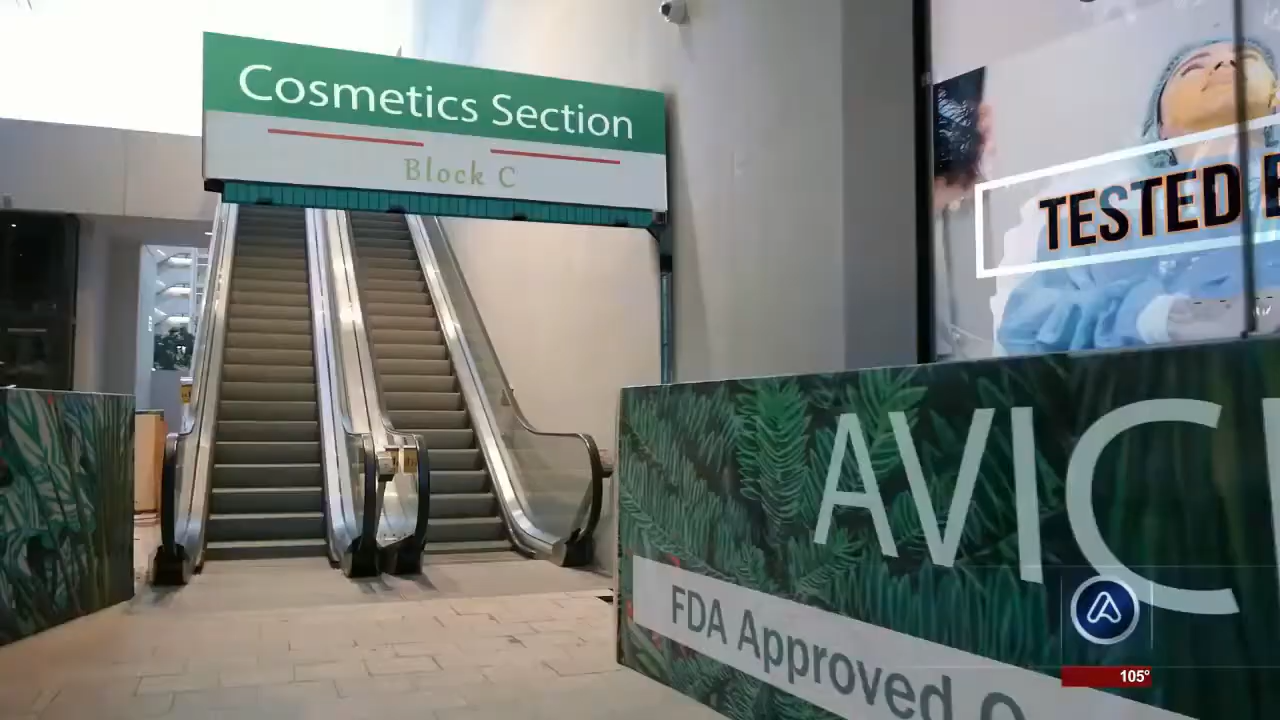 Cosmetics Section
Block C
TESTED
AVIC
FDA Approved
105°